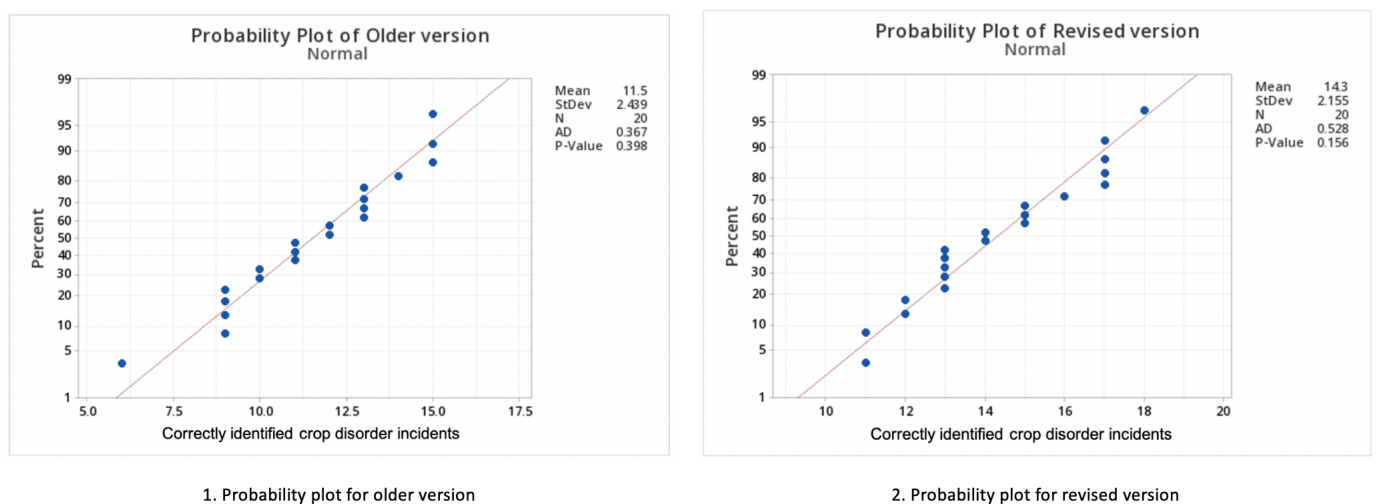 Probability Plot of Older version
Normal
99
95
90
80
70
60
50
40
30
20
10
5
1
Percent
5.0 7.5 10.0 12.5 15.0 17.5
Correctly identified crop disorder incidents
Mean 11.5
StDev 2.439
N 20
AD 0.367
P-Value 0.398
1. Probability plot for older version
Probability Plot of Revised version
Normal
99
95
90
80
70
60
50
40
30
20
10
5
1
Percent
10 12 14 16 18 20
Correctly identified crop disorder incidents
Mean 14.3
StDev 2.155
N 20
AD 0.528
P-Value 0.156
2. Probability plot for revised version